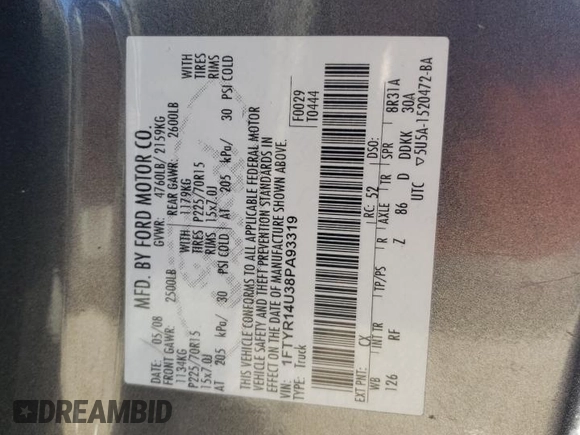 MFD. BY FORD MOTOR CO.
DATE: 05/08 GVWR: 4760LB/2159KG
FRONT GAWR: 2500LB REAR GAWR: 2600LB
1134KG WITH 1179KG WITH
P225/70R15 TIRES P225/70R15 TIRES
15x7.0J RIMS 15x7.0J RIMS
AT 205 kPa/ 30 PSI COLD AT 205 kPa/ 30 PSI COLD
THIS VEHICLE CONFORMS TO ALL APPLICABLE FEDERAL MOTOR
VEHICLE SAFETY AND THEFT PREVENTION STANDARDS IN
EFFECT ON THE DATE OF MANUFACTURE SHOWN ABOVE.
VIN: 1FTYR14U38PA93319 F0029
TYPE: Truck T0444
EXT PNT: CX RC: 52 DSO:
WB INT TR TP/PS R AXLE TR SPR 8R31A
126 RF Z 86 D DDKK 30A
UTC ▽5U5A-1520472-BA
DREAMBID